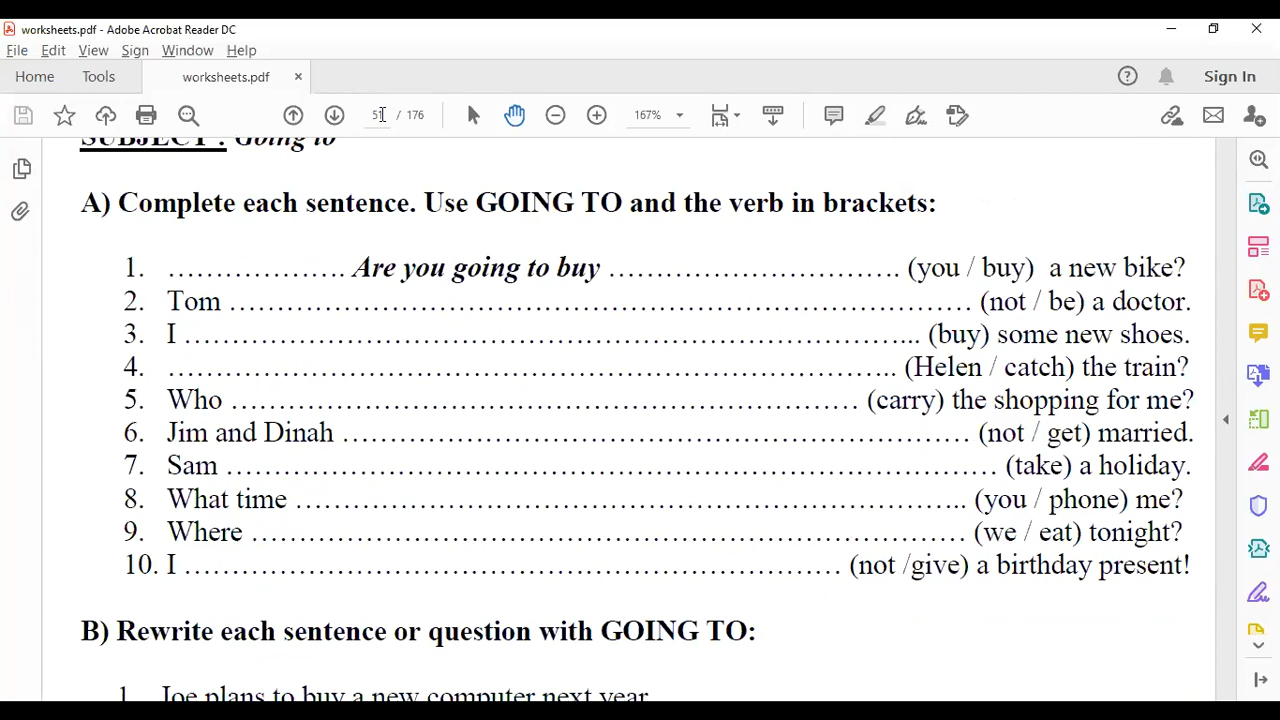 worksheets.pdf - Adobe Acrobat Reader DC
File Edit View Sign Window Help
Home Tools worksheets.pdf × Sign In
51 / 176 167%
SUBJECT : Going to
A) Complete each sentence. Use GOING TO and the verb in brackets:
1. ………………. Are you going to buy ………………………… (you / buy) a new bike?
2. Tom ………………………………………………………………… (not / be) a doctor.
3. I ………………………………………………………………... (buy) some new shoes.
4. ……………………………………………………………….. (Helen / catch) the train?
5. Who ……………………………………………………… (carry) the shopping for me?
6. Jim and Dinah ……………………………………………………… (not / get) married.
7. Sam …………………………………………………………………… (take) a holiday.
8. What time ………………………………………………………….. (you / phone) me?
9. Where ……………………………………………………………… (we / eat) tonight?
10. I ………………………………………………………… (not /give) a birthday present!
B) Rewrite each sentence or question with GOING TO:
1. Joe plans to buy a new computer next year.